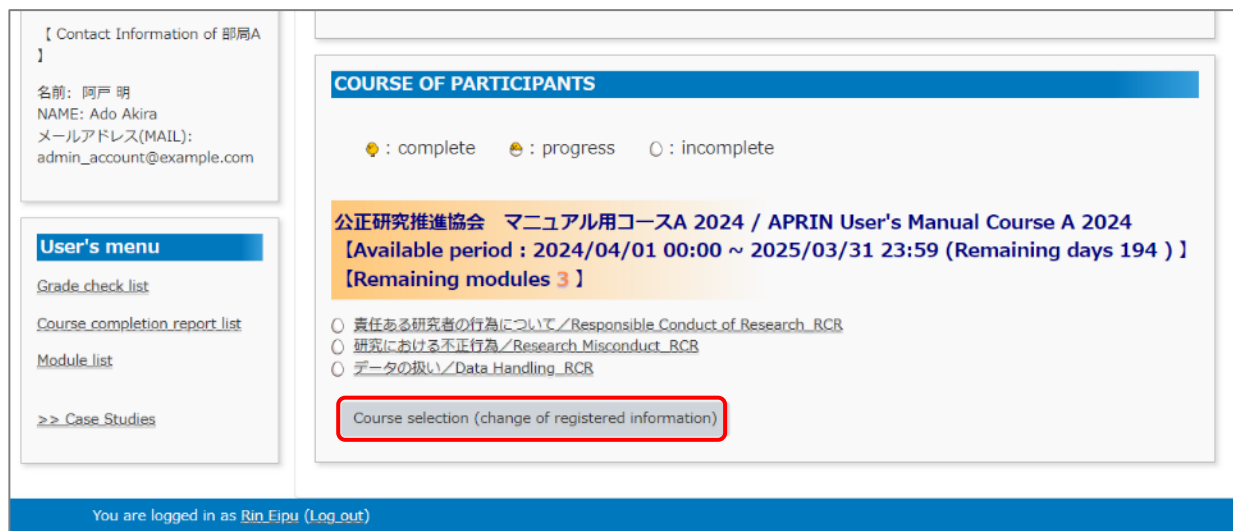 【 Contact Information of 部局A
】
名前: 阿戸 明
NAME: Ado Akira
メールアドレス(MAIL):
admin_account@example.com
User's menu
Grade check list
Course completion report list
Module list
>> Case Studies
COURSE OF PARTICIPANTS
: complete : progress : incomplete
公正研究推進協会 マニュアル用コースA 2024 / APRIN User's Manual Course A 2024
【Available period : 2024/04/01 00:00 ~ 2025/03/31 23:59 (Remaining days 194 ) 】
【Remaining modules 3 】
責任ある研究者の行為について／Responsible Conduct of Research_RCR
研究における不正行為／Research Misconduct_RCR
データの扱い／Data Handling_RCR
Course selection (change of registered information)
You are logged in as Rin Eipu (Log out)